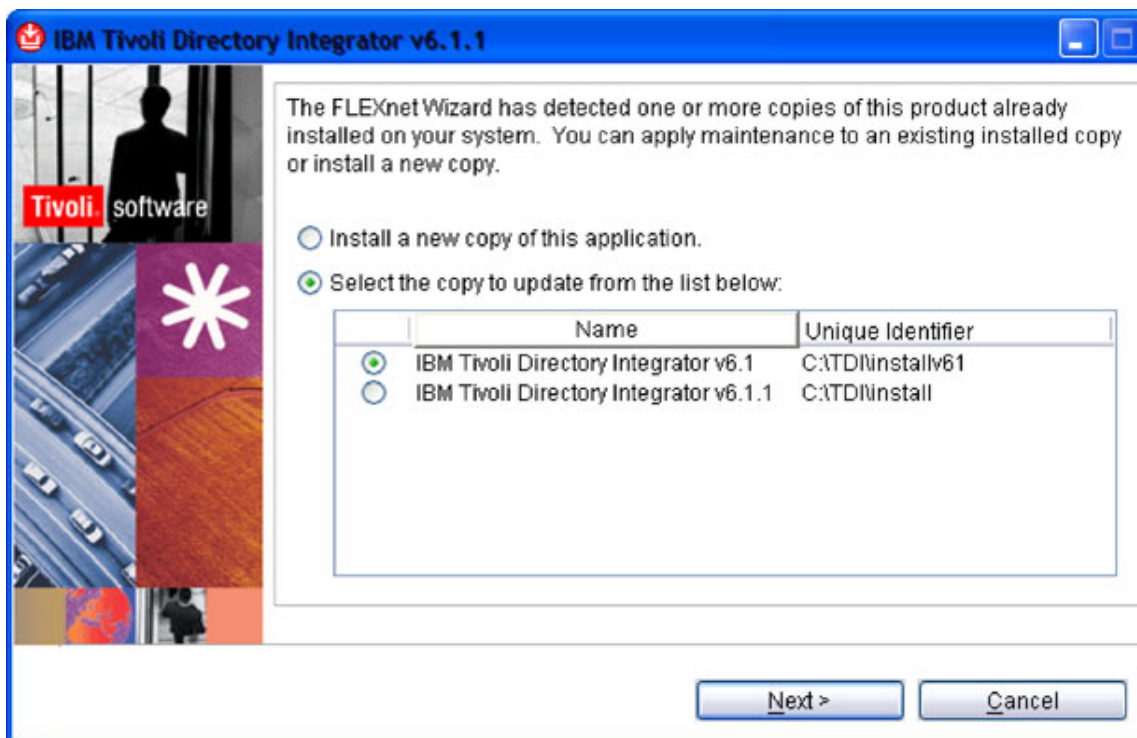 IBM Tivoli Directory Integrator v6.1.1
The FLEXnet Wizard has detected one or more copies of this product already
installed on your system. You can apply maintenance to an existing installed copy
or install a new copy.
Tivoli. software
Install a new copy of this application.
Select the copy to update from the list below:
Name Unique Identifier
IBM Tivoli Directory Integrator v6.1 C:\TDI\installv61
IBM Tivoli Directory Integrator v6.1.1 C:\TDI\install
Next > Cancel